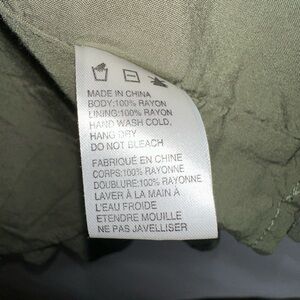 MADE IN CHINA
BODY:100% RAYON
LINING:100% RAYON
HAND WASH COLD,
HANG DRY
DO NOT BLEACH
FABRIQUÉ EN CHINE
CORPS:100% RAYONNE
DOUBLURE:100% RAYONNE
LAVER À LA MAIN À
L'EAU FROIDE
ETENDRE MOUILLE
NE PAS JAVELLISER